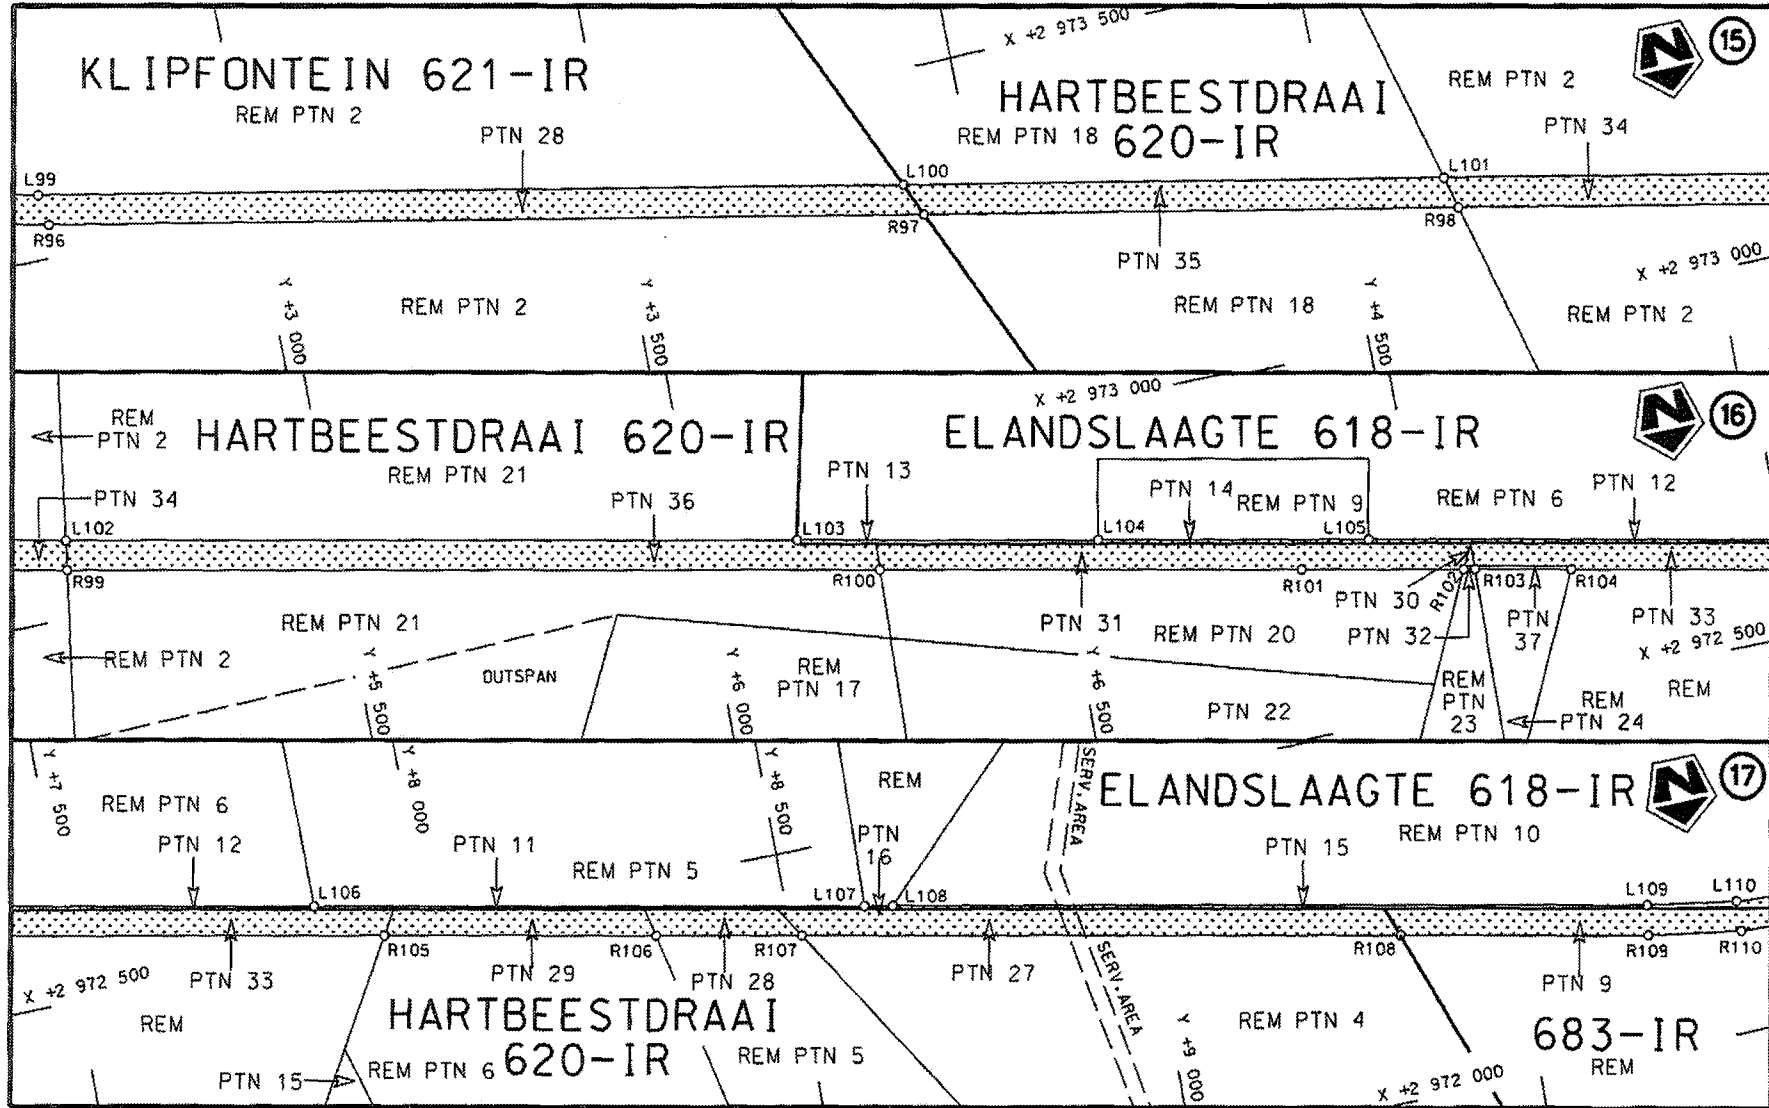 KLIPFONTEIN 621-IR
REM PTN 2
PTN 28
X +2 973 500
HARTBEESTDRAAI
REM PTN 18 620-IR
REM PTN 2
PTN 34
N
15
L99
L100
L101
R96
R97
R98
PTN 35
Y +3 000
REM PTN 2
Y +3 500
REM PTN 18
Y +4 500
X +2 973 000
REM PTN 2
REM
PTN 2
HARTBEESTDRAAI 620-IR
REM PTN 21
X +2 973 000
ELANDSLAAGTE 618-IR
N
16
PTN 34
PTN 36
PTN 13
PTN 14
REM PTN 9
REM PTN 6
PTN 12
L102
L103
L104
L105
R99
R100
R101
R102
R103
R104
REM PTN 21
REM PTN 2
OUTSPAN
Y +5 500
Y +6 000
REM
PTN 17
PTN 31
Y +6 500
REM PTN 20
PTN 22
PTN 30
PTN 32
REM
PTN
23
PTN
37
REM
PTN 24
PTN 33
X +2 972 500
REM
Y +7 500
REM PTN 6
PTN 12
Y +8 000
PTN 11
REM PTN 5
Y +8 500
REM
PTN
16
SERV. AREA
ELANDSLAAGTE 618-IR
N
17
PTN 15
REM PTN 10
L106
L107
L108
L109
L110
R105
R106
R107
R108
R109
R110
X +2 972 500
REM
PTN 33
PTN 29
PTN 28
HARTBEESTDRAAI
620-IR
PTN 15
REM PTN 6
REM PTN 5
PTN 27
SERV. AREA
Y +9 000
REM PTN 4
X +2 972 000
PTN 9
683-IR
REM